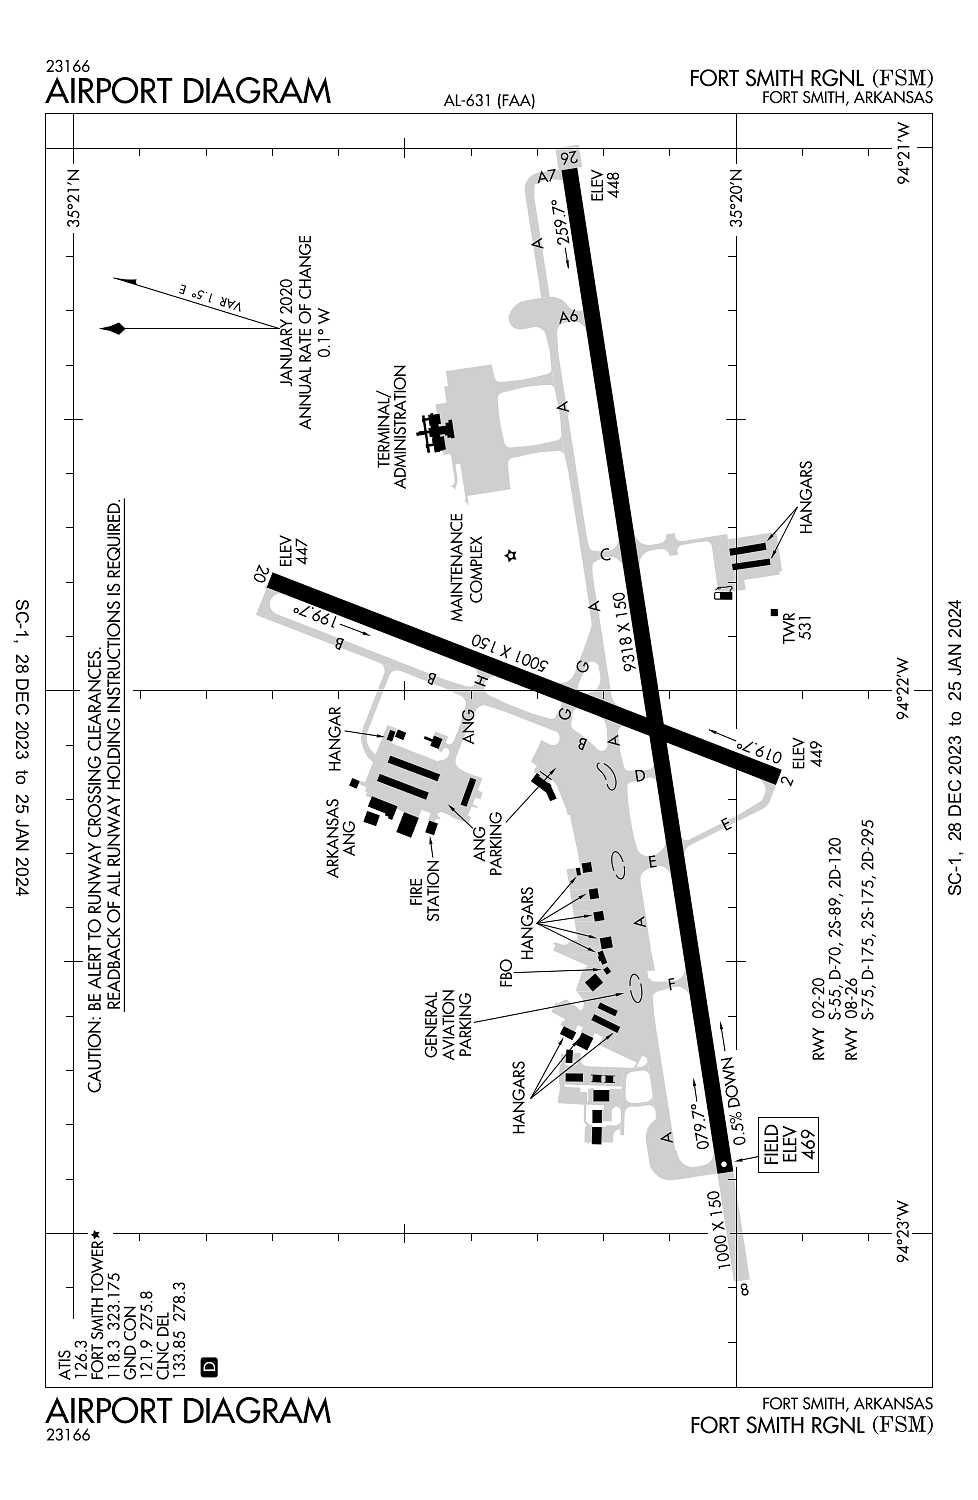 23166
AIRPORT DIAGRAM
AL-631 (FAA)
FORT SMITH RGNL (FSM)
FORT SMITH, ARKANSAS
35°21'N
35°20'N
94°21'W
94°22'W
94°23'W
VAR 1.5° E
JANUARY 2020
ANNUAL RATE OF CHANGE
0.1° W
26
A7
ELEV
448
259.7°
A
A6
A
TERMINAL/
ADMINISTRATION
MAINTENANCE
COMPLEX
HANGARS
TWR
531
C
A
9318 X 150
20
ELEV
447
199.7°
B
B
H
5001 X 150
G
G
B
A
ANG
HANGAR
ARKANSAS
ANG
FIRE
STATION
ANG
PARKING
D
E
E
019.7°
ELEV
449
2
HANGARS
FBO
A
F
GENERAL
AVIATION
PARKING
HANGARS
A
079.7°
0.5% DOWN
FIELD
ELEV
469
1000 X 150
8
RWY 02-20
S-55, D-70, 2S-89, 2D-120
RWY 08-26
S-75, D-175, 2S-175, 2D-295
CAUTION: BE ALERT TO RUNWAY CROSSING CLEARANCES.
READBACK OF ALL RUNWAY HOLDING INSTRUCTIONS IS REQUIRED.
ATIS
126.3
FORT SMITH TOWER★
118.3 323.175
GND CON
121.9 275.8
CLNC DEL
133.85 278.3
D
SC-1, 28 DEC 2023 to 25 JAN 2024
SC-1, 28 DEC 2023 to 25 JAN 2024
AIRPORT DIAGRAM
23166
FORT SMITH, ARKANSAS
FORT SMITH RGNL (FSM)